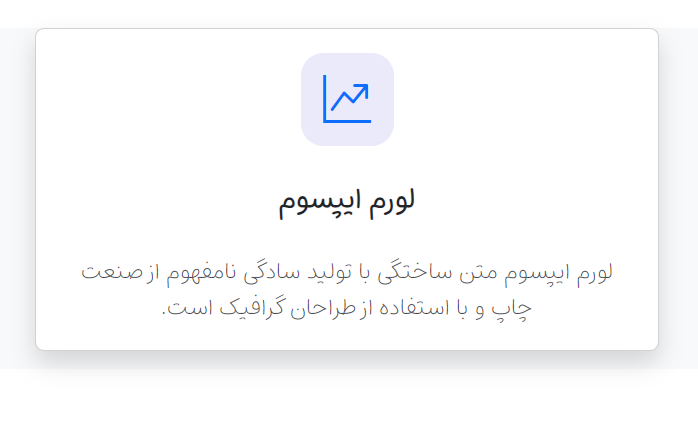 لورم ایپسوم
لورم ایپسوم متن ساختگی با تولید سادگی نامفهوم از صنعت
چاپ و با استفاده از طراحان گرافیک است.